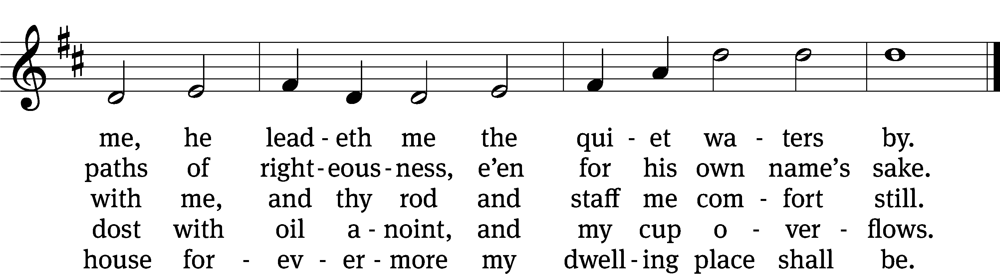 me, he lead - eth me the qui - et wa - ters by.
paths of right - eous - ness, e’en for his own name’s sake.
with me, and thy rod and staff me com - fort still.
dost with oil a - noint, and my cup o - ver - flows.
house for - ev - er - more my dwell - ing place shall be.